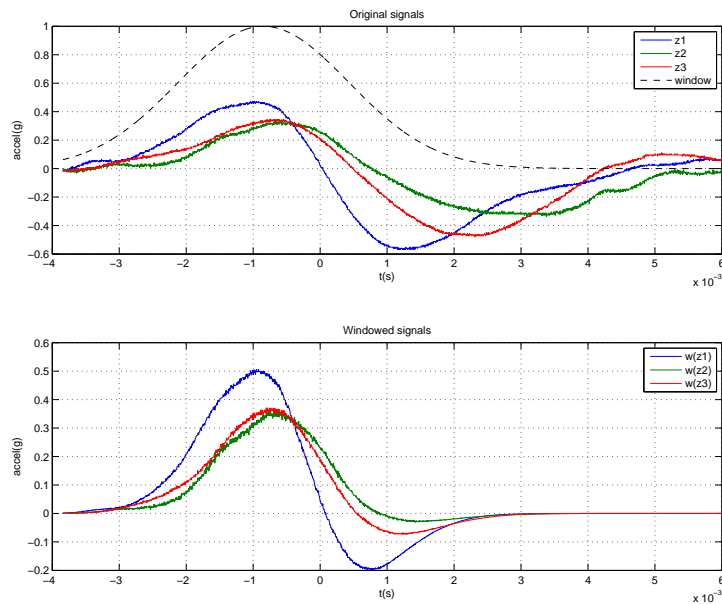 Original signals
1
0.8
0.6
0.4
0.2
0
−0.2
−0.4
−0.6
accel(g)
z1
z2
z3
window
−4 −3 −2 −1 0 1 2 3 4 5 6
t(s)
x 10⁻³
Windowed signals
0.6
0.5
0.4
0.3
0.2
0.1
0
−0.1
−0.2
accel(g)
w(z1)
w(z2)
w(z3)
−4 −3 −2 −1 0 1 2 3 4 5 6
t(s)
x 10⁻³